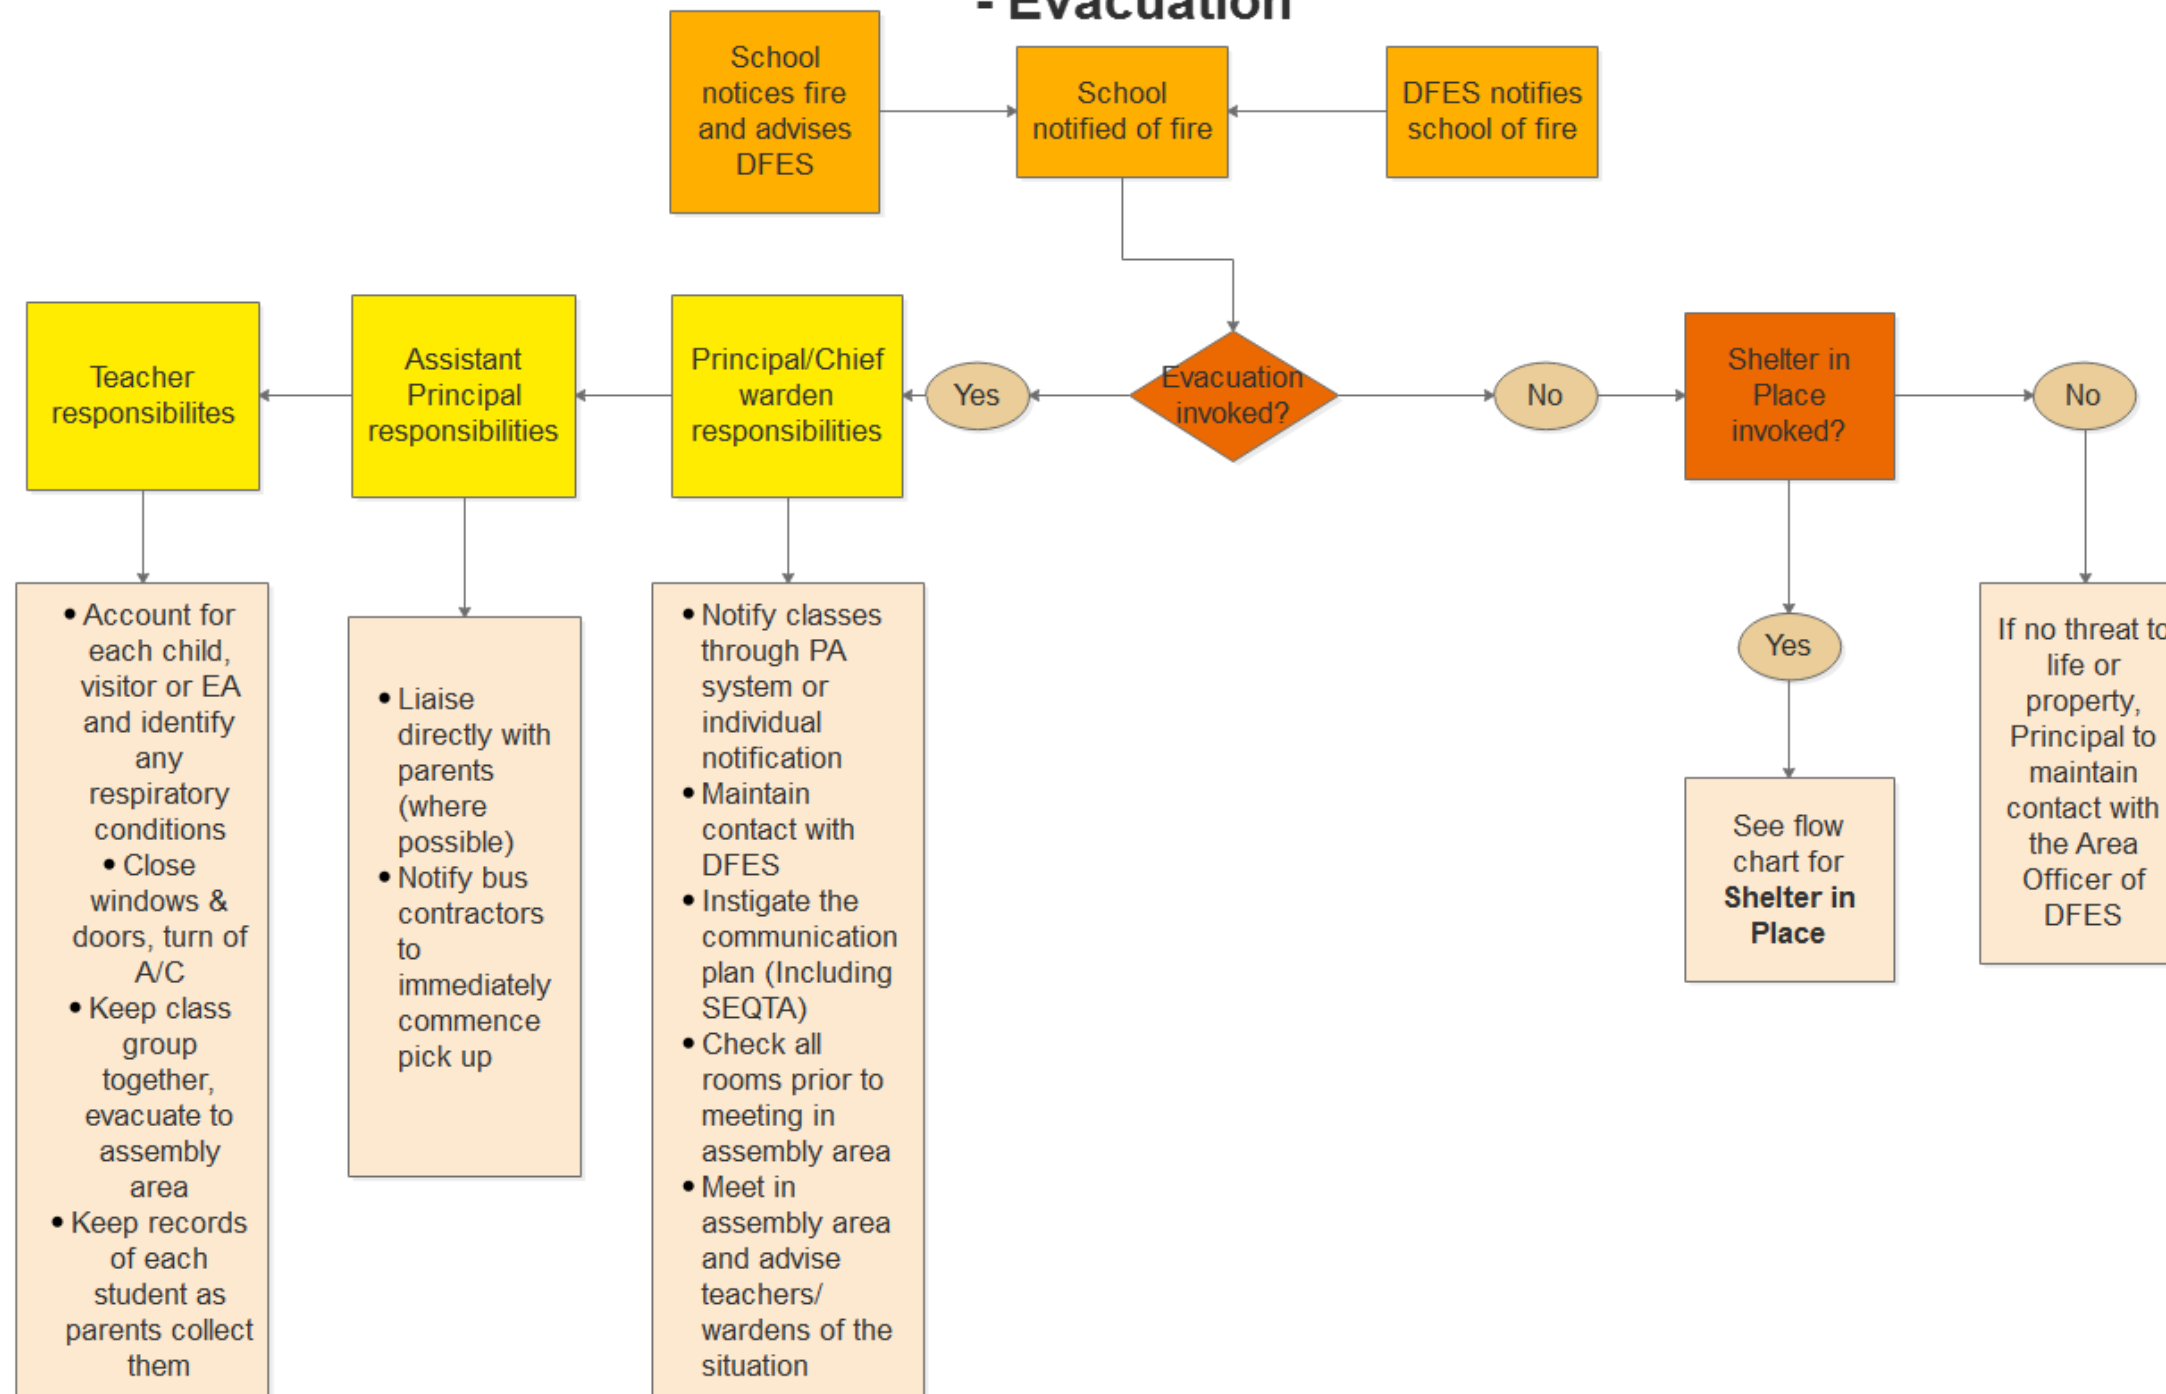 - Evacuation
School
notices fire
and advises
DFES
School
notified of fire
DFES notifies
school of fire
Teacher
responsibilites
Assistant
Principal
responsibilities
Principal/Chief
warden
responsibilities
Yes
Evacuation
invoked?
No
Shelter in
Place
invoked?
No
• Account for
each child,
visitor or EA
and identify
any
respiratory
conditions
• Close
windows &
doors, turn of
A/C
• Keep class
group
together,
evacuate to
assembly
area
• Keep records
of each
student as
parents collect
them
• Liaise
directly with
parents
(where
possible)
• Notify bus
contractors
to
immediately
commence
pick up
• Notify classes
through PA
system or
individual
notification
• Maintain
contact with
DFES
• Instigate the
communication
plan (Including
SEQTA)
• Check all
rooms prior to
meeting in
assembly area
• Meet in
assembly area
and advise
teachers/
wardens of the
situation
Yes
See flow
chart for
Shelter in
Place
If no threat to
life or
property,
Principal to
maintain
contact with
the Area
Officer of
DFES